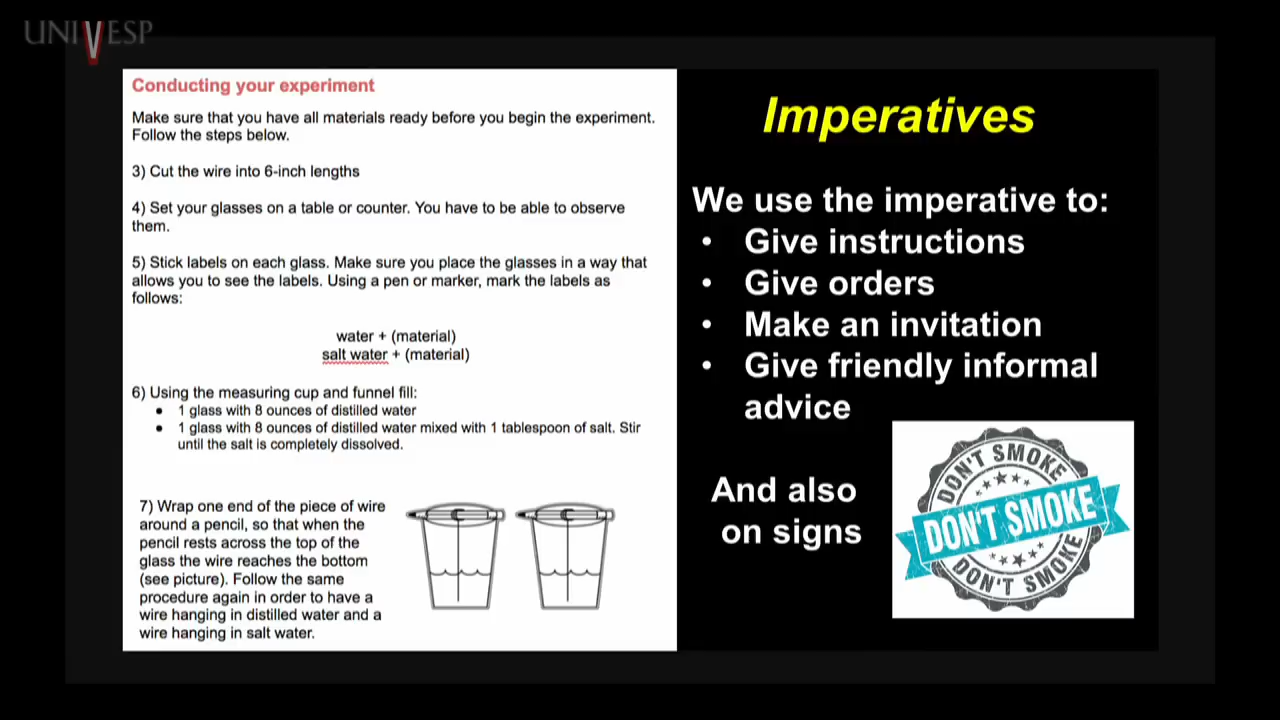 UNIVESP
Conducting your experiment
Make sure that you have all materials ready before you begin the experiment.
Follow the steps below.
3) Cut the wire into 6-inch lengths
4) Set your glasses on a table or counter. You have to be able to observe
them.
5) Stick labels on each glass. Make sure you place the glasses in a way that
allows you to see the labels. Using a pen or marker, mark the labels as
follows:
water + (material)
salt water + (material)
6) Using the measuring cup and funnel fill:
● 1 glass with 8 ounces of distilled water
● 1 glass with 8 ounces of distilled water mixed with 1 tablespoon of salt. Stir
until the salt is completely dissolved.
7) Wrap one end of the piece of wire
around a pencil, so that when the
pencil rests across the top of the
glass the wire reaches the bottom
(see picture). Follow the same
procedure again in order to have a
wire hanging in distilled water and a
wire hanging in salt water.
Imperatives
We use the imperative to:
• Give instructions
• Give orders
• Make an invitation
• Give friendly informal
advice
And also
on signs
DON'T SMOKE
DON'T SMOKE
DON'T SMOKE